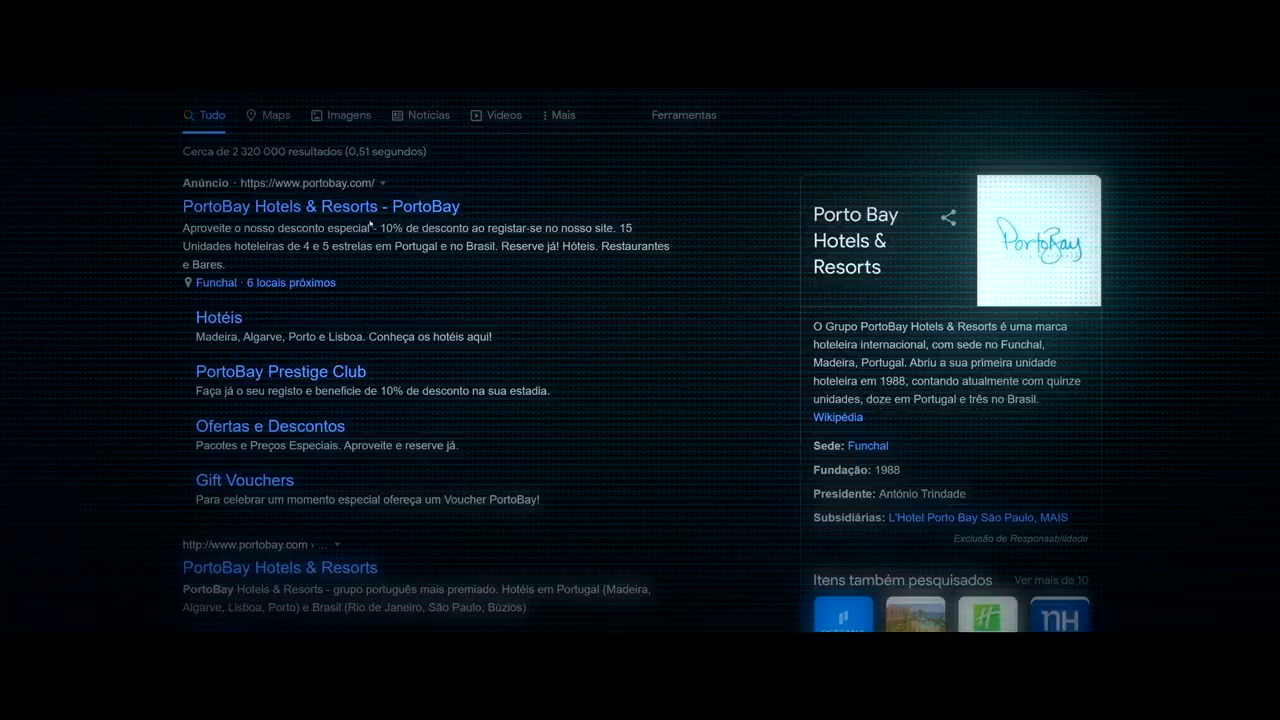 Tudo
Maps
Imagens
Notícias
Vídeos
Mais
Ferramentas
Cerca de 2 320 000 resultados (0,51 segundos)
Anúncio · https://www.portobay.com/
PortoBay Hotels & Resorts - PortoBay
Aproveite o nosso desconto especial - 10% de desconto ao registar-se no nosso site. 15
Unidades hoteleiras de 4 e 5 estrelas em Portugal e no Brasil. Reserve já! Hóteis. Restaurantes
e Bares.
Funchal · 6 locais próximos
Hotéis
Madeira, Algarve, Porto e Lisboa. Conheça os hotéis aqui!
PortoBay Prestige Club
Faça já o seu registo e beneficie de 10% de desconto na sua estadia.
Ofertas e Descontos
Pacotes e Preços Especiais. Aproveite e reserve já.
Gift Vouchers
Para celebrar um momento especial ofereça um Voucher PortoBay!
http://www.portobay.com › ...
PortoBay Hotels & Resorts
PortoBay Hotels & Resorts - grupo português mais premiado. Hotéis em Portugal (Madeira,
Algarve, Lisboa, Porto) e Brasil (Rio de Janeiro, São Paulo, Búzios)
Porto Bay
Hotels &
Resorts
PortoBay
O Grupo PortoBay Hotels & Resorts é uma marca
hoteleira internacional, com sede no Funchal,
Madeira, Portugal. Abriu a sua primeira unidade
hoteleira em 1988, contando atualmente com quinze
unidades, doze em Portugal e três no Brasil.
Wikipédia
Sede: Funchal
Fundação: 1988
Presidente: António Trindade
Subsidiárias: L'Hotel Porto Bay São Paulo, MAIS
Exclusão de Responsabilidade
Itens também pesquisados
Ver mais de 10
H
nH